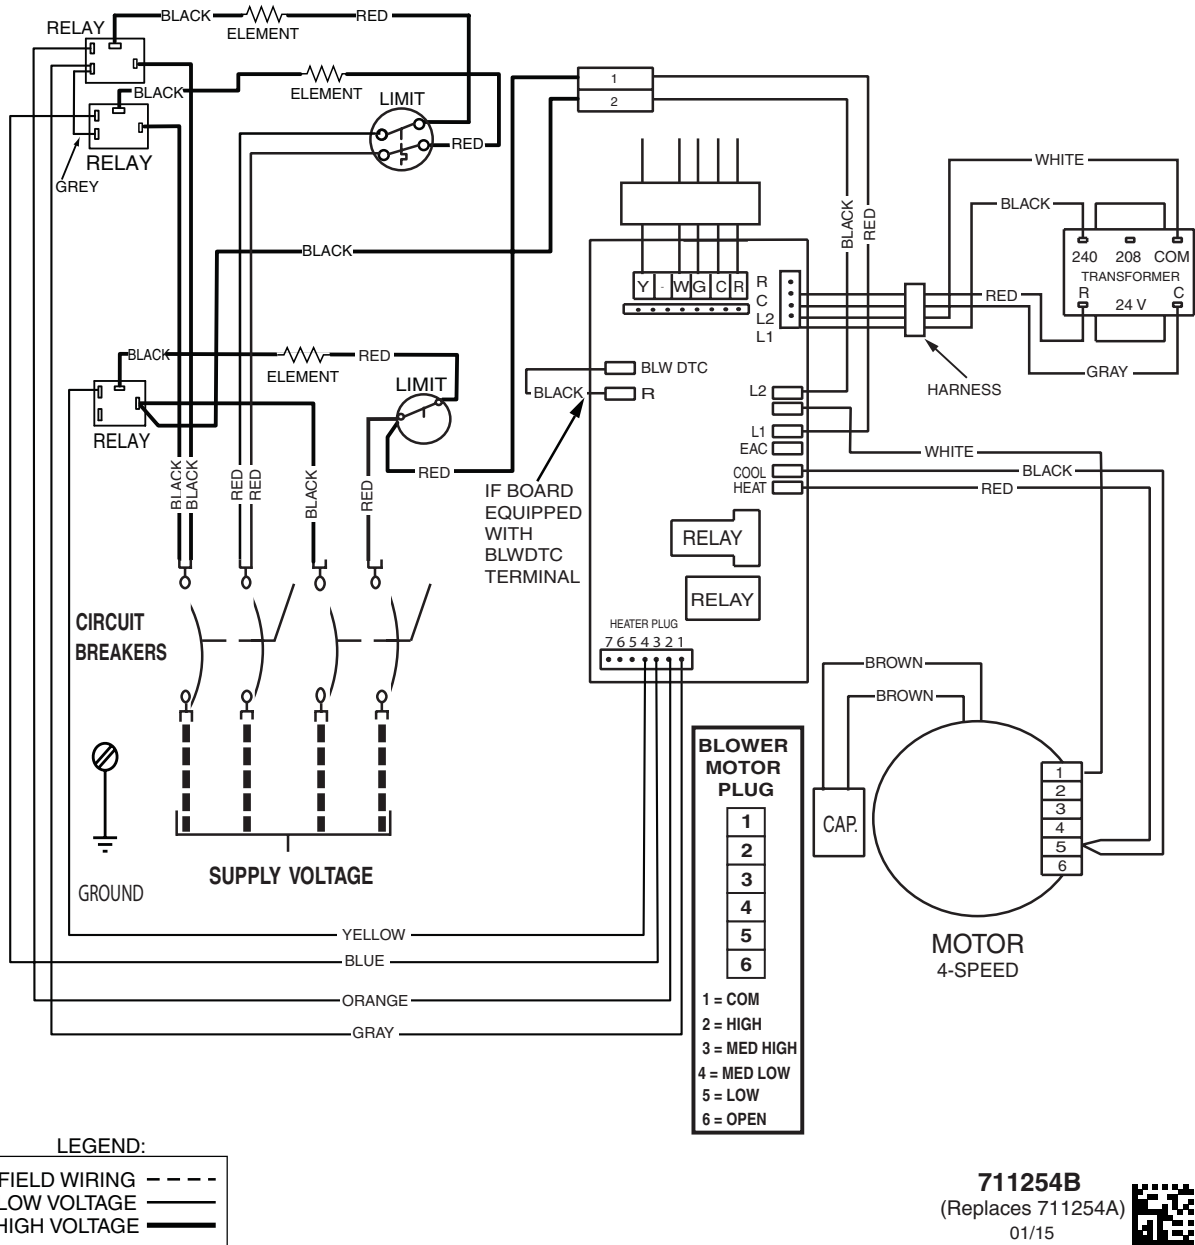 BLACK
RED
RELAY
ELEMENT
BLACK
ELEMENT
LIMIT
RED
RELAY
GREY
1
2
BLACK
RED
BLACK
WHITE
BLACK
240 208 COM
TRANSFORMER
R C
24 V
RED
GRAY
HARNESS
Y - W G C R
R
C
L2
L1
BLACK
RED
ELEMENT
LIMIT
RELAY
RED
BLW DTC
BLACK
R
L2
L1
EAC
COOL
HEAT
WHITE
BLACK
RED
BLACK
BLACK
RED
RED
BLACK
RED
IF BOARD
EQUIPPED
WITH
BLWDTC
TERMINAL
RELAY
RELAY
HEATER PLUG
7 6 5 4 3 2 1
CIRCUIT
BREAKERS
GROUND
SUPPLY VOLTAGE
BROWN
BROWN
CAP.
1
2
3
4
5
6
MOTOR
4-SPEED
BLOWER
MOTOR
PLUG
1
2
3
4
5
6
1 = COM
2 = HIGH
3 = MED HIGH
4 = MED LOW
5 = LOW
6 = OPEN
YELLOW
BLUE
ORANGE
GRAY
LEGEND:
FIELD WIRING
LOW VOLTAGE
HIGH VOLTAGE
711254B
(Replaces 711254A)
01/15